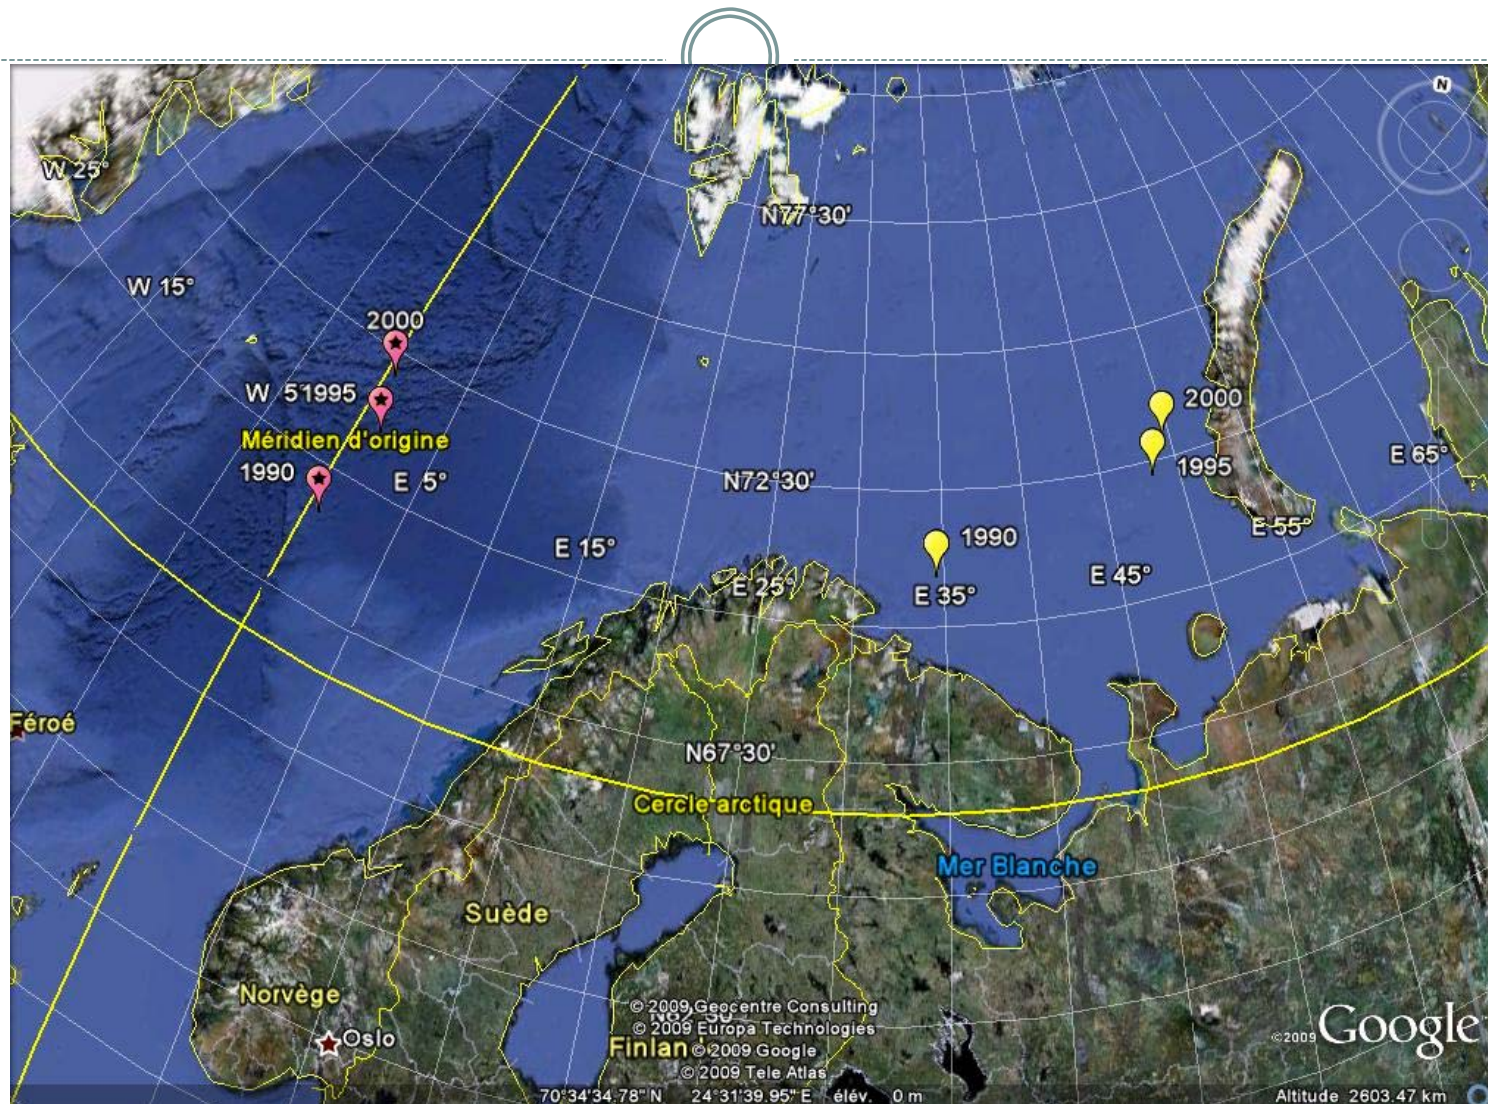 N
W 25°
N77°30'
W 15°
2000
W 5°1995
2000
Méridien d'origine
1990
E 5°
N72°30'
1995
E 65°
E 55°
E 15°
1990
E 25°
E 35°
E 45°
Féroé
N67°30'
Cercle arctique
Mer Blanche
Suède
Norvège
Oslo
© 2009 Geocentre Consulting
© 2009 Europa Technologies
Finlan
© 2009 Google
© 2009 Tele Atlas
©2009 Google
70°34'34.78" N 24°31'39.95" E élév. 0 m
Altitude 2603.47 km